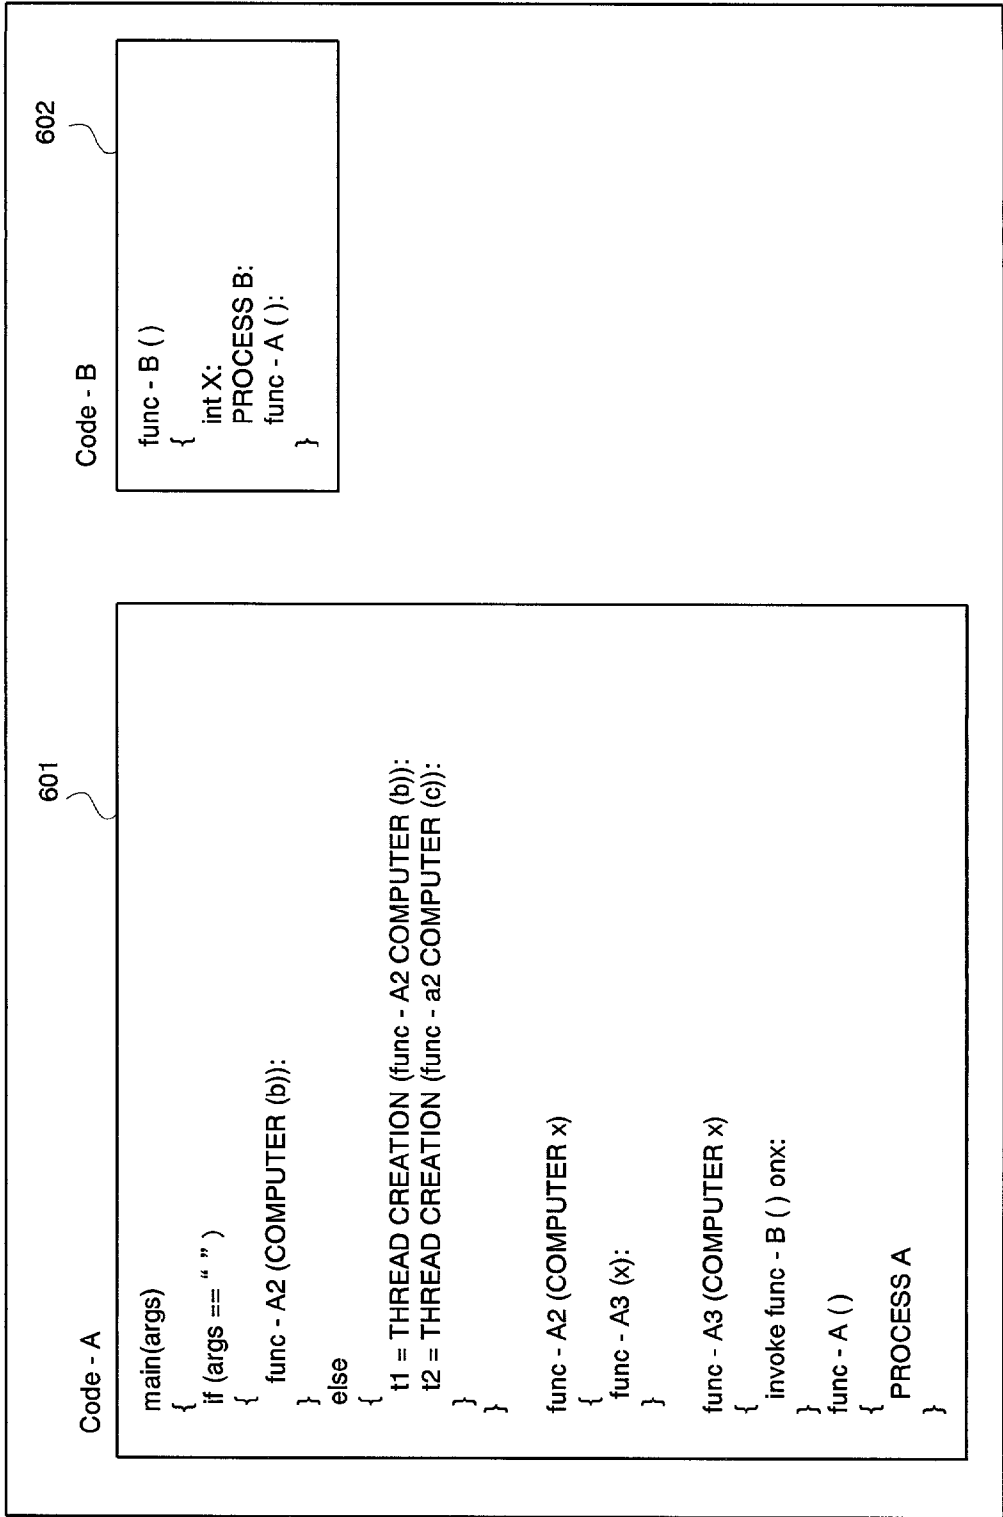 Code - A
601
main(args)
{
if (args == “ ” )
{
func - A2 (COMPUTER (b)):
}
else
{
t1 = THREAD CREATION (func - A2 COMPUTER (b)):
t2 = THREAD CREATION (func - a2 COMPUTER (c)):
}
}
func - A2 (COMPUTER x)
{
func - A3 (x):
}
func - A3 (COMPUTER x)
{
invoke func - B ( ) onx:
}
func - A ( )
{
PROCESS A
}
Code - B
602
func - B ( )
{
int X:
PROCESS B:
func - A ( ):
}